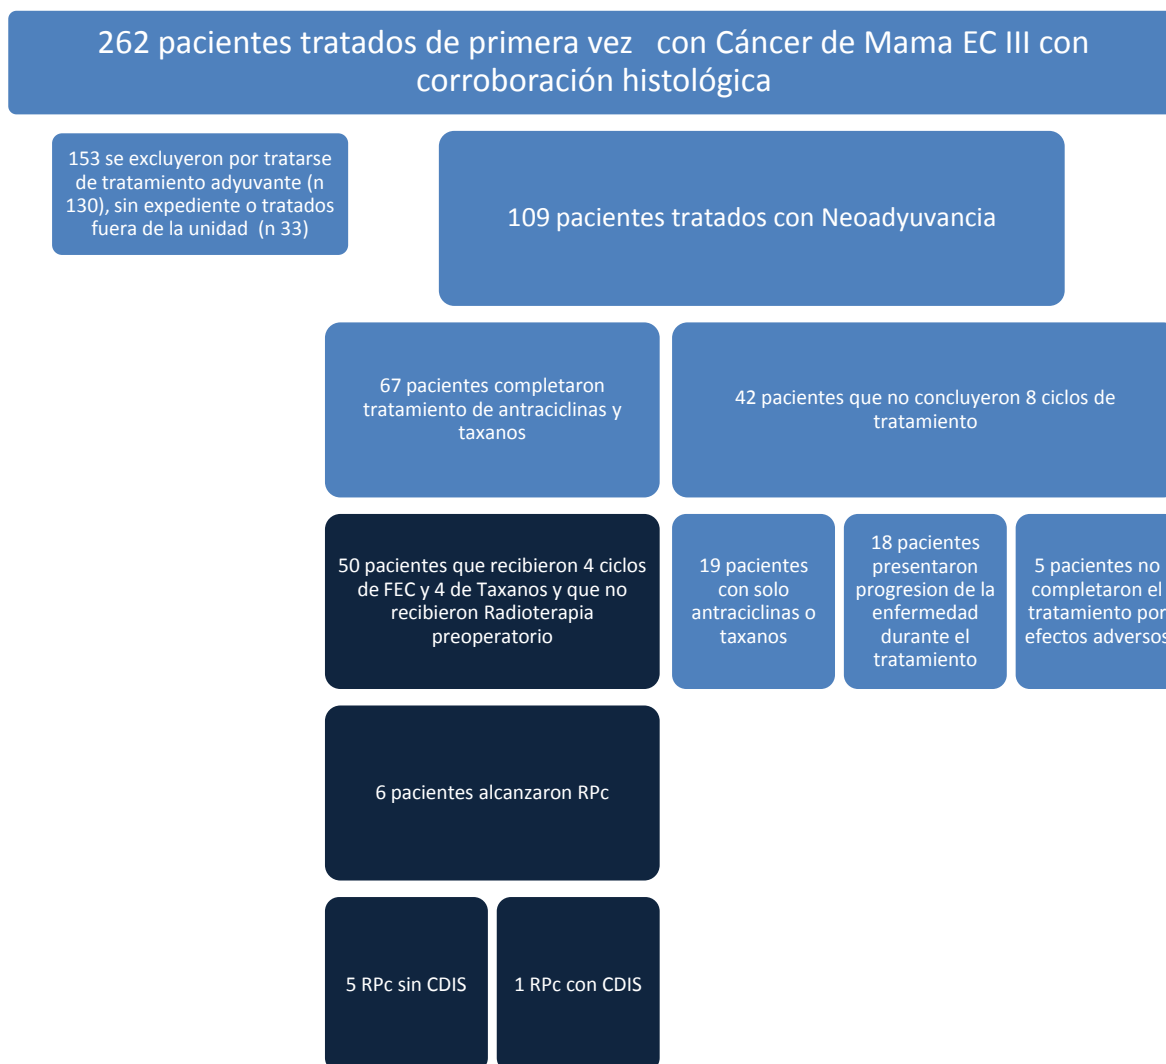 262 pacientes tratados de primera vez con Cáncer de Mama EC III con
corroboración histológica
153 se excluyeron por tratarse
de tratamiento adyuvante (n
130), sin expediente o tratados
fuera de la unidad (n 33)
109 pacientes tratados con Neoadyuvancia
67 pacientes completaron
tratamiento de antraciclinas y
taxanos
42 pacientes que no concluyeron 8 ciclos de
tratamiento
50 pacientes que recibieron 4 ciclos
de FEC y 4 de Taxanos y que no
recibieron Radioterapia
preoperatorio
19 pacientes
con solo
antraciclinas o
taxanos
18 pacientes
presentaron
progresion de la
enfermedad
durante el
tratamiento
5 pacientes no
completaron el
tratamiento por
efectos adversos
6 pacientes alcanzaron RPc
5 RPc sin CDIS
1 RPc con CDIS